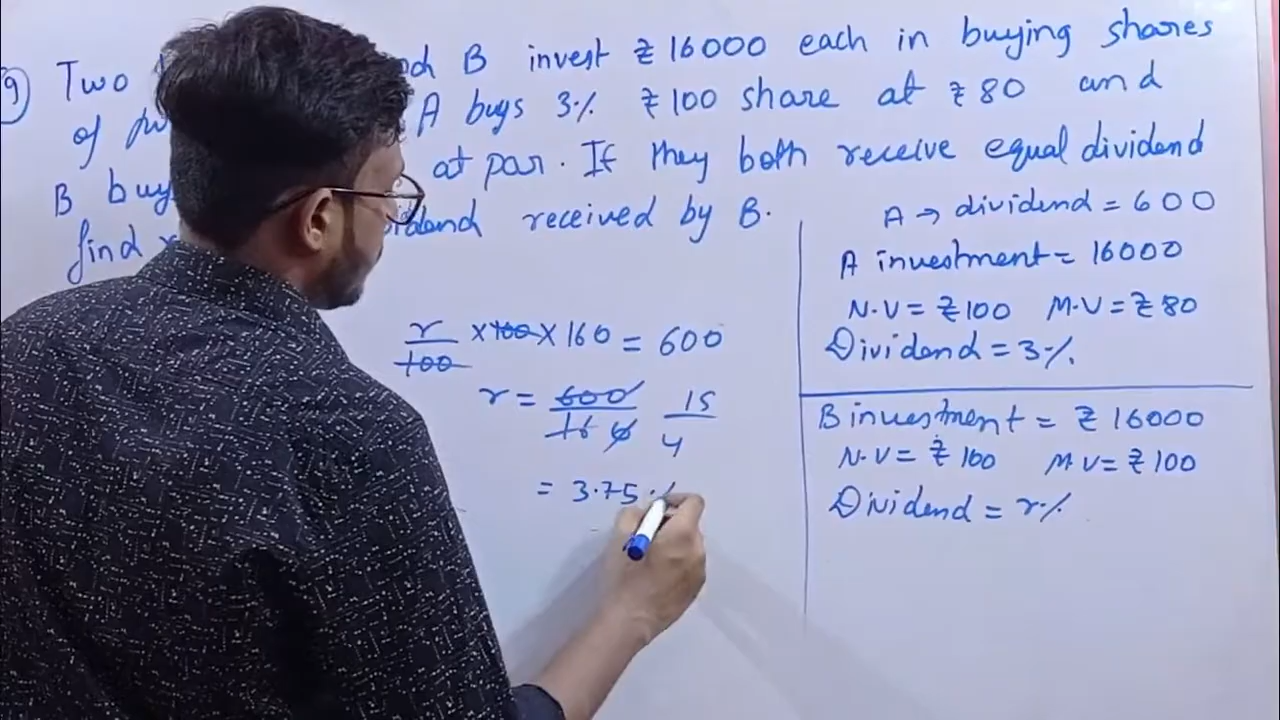 9) Two nd B invest ₹16000 each in buying shares
of A buys 3% ₹100 share at ₹80 and
B buy at par. If they both receive equal dividend
find dividend received by B.
A → dividend = 600
A investment = 16000
N.V = ₹100 M.V = ₹80
Dividend = 3%
r/100 × 100 × 160 = 600
r = 600/160 15/4
= 3.75%
B investment = ₹16000
N.V = ₹100 M.V = ₹100
Dividend = r%